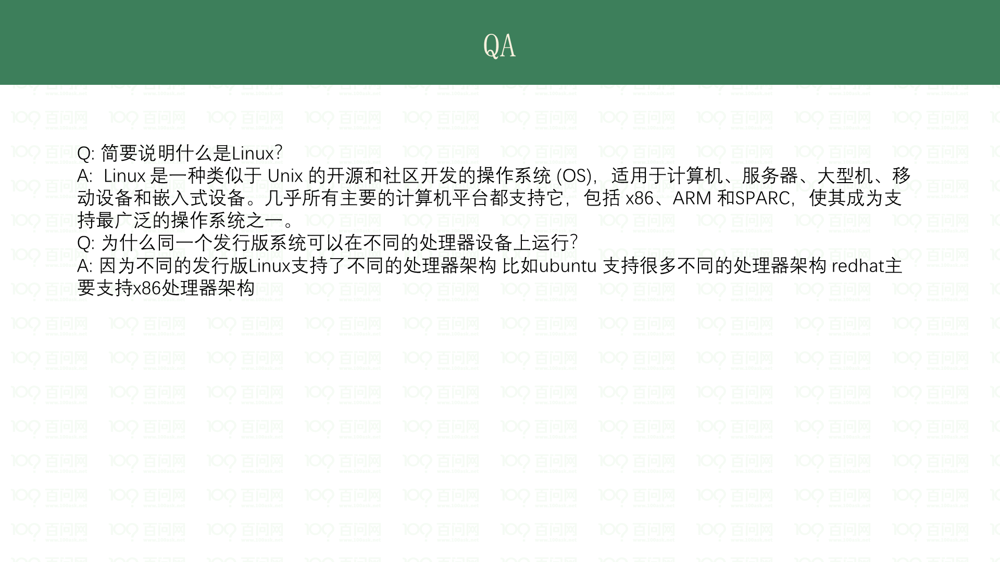 QA
Q: 简要说明什么是Linux？
A:  Linux 是一种类似于 Unix 的开源和社区开发的操作系统 (OS)，适用于计算机、服务器、大型机、移
动设备和嵌入式设备。几乎所有主要的计算机平台都支持它，包括 x86、ARM 和SPARC，使其成为支
持最广泛的操作系统之一。
Q: 为什么同一个发行版系统可以在不同的处理器设备上运行？
A: 因为不同的发行版Linux支持了不同的处理器架构 比如ubuntu 支持很多不同的处理器架构 redhat主
要支持x86处理器架构